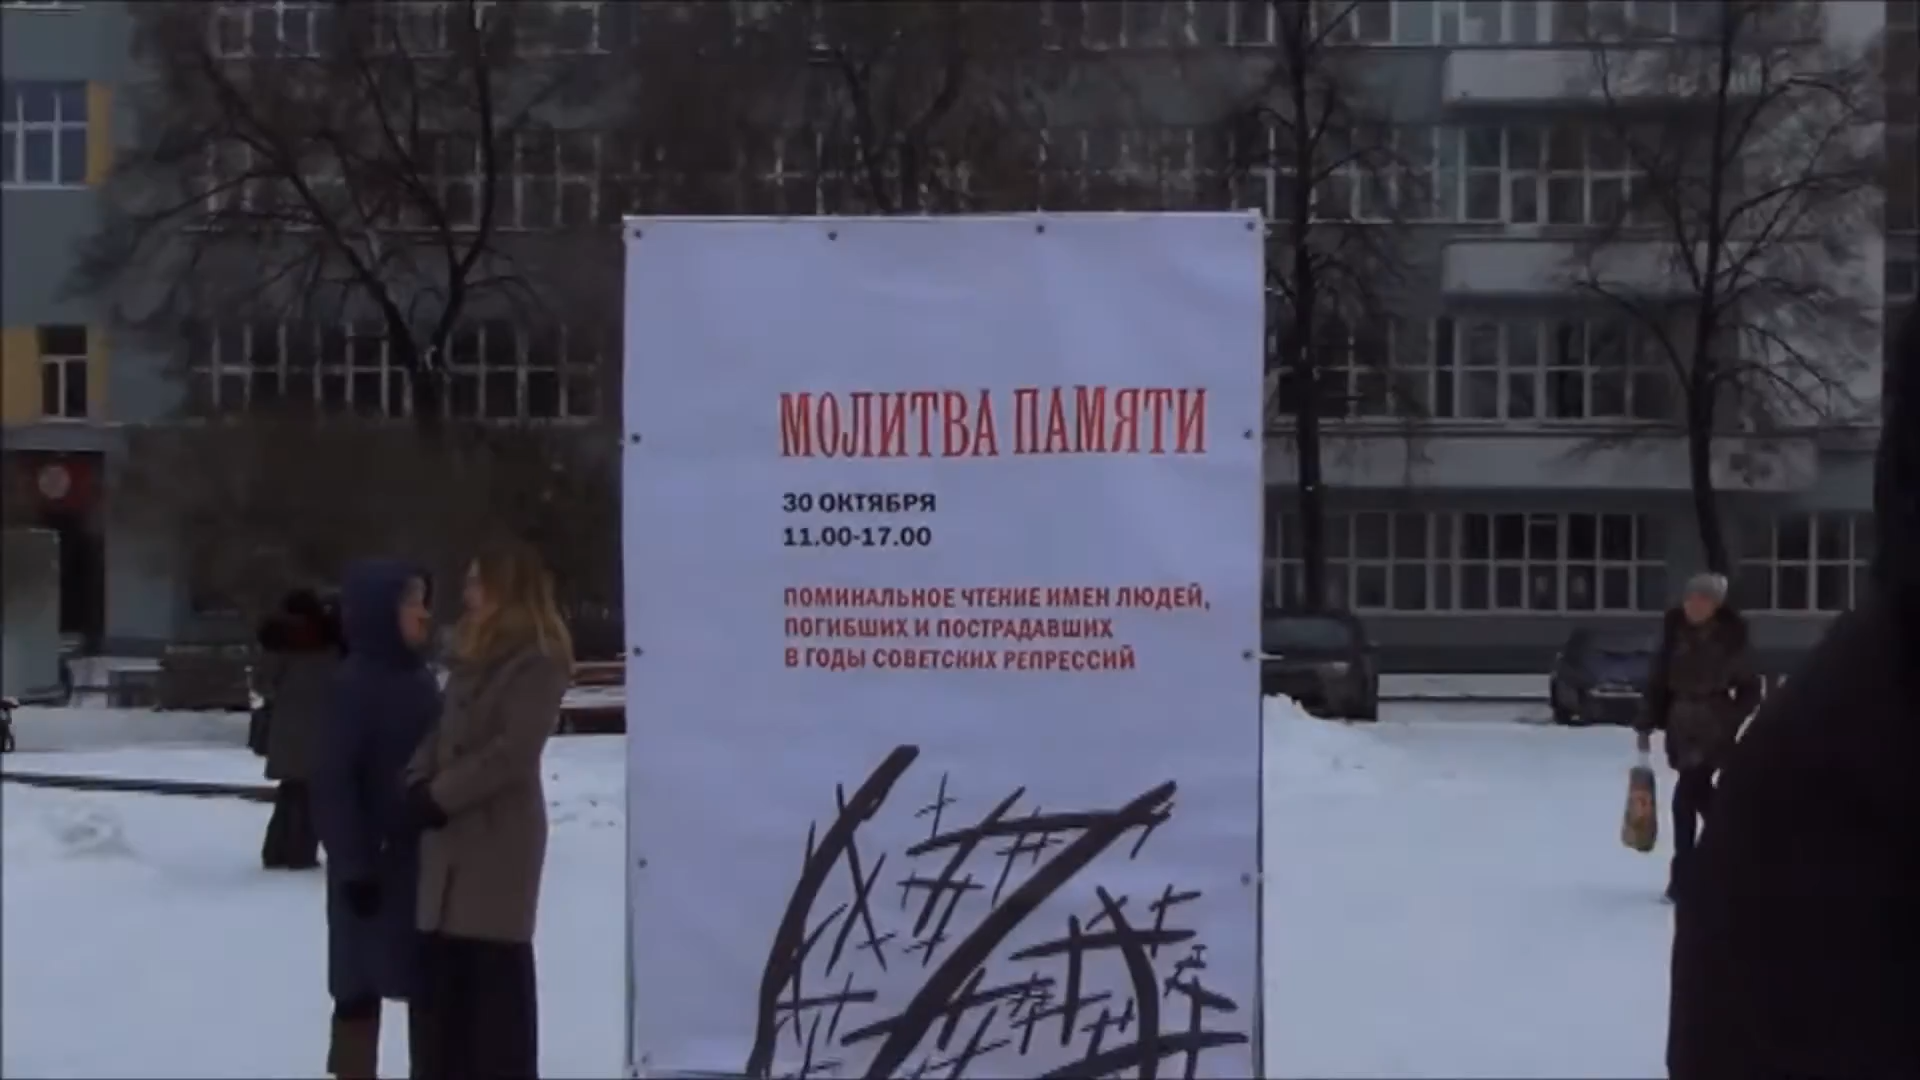 МОЛИТВА ПАМЯТИ
30 ОКТЯБРЯ
11.00-17.00
ПОМИНАЛЬНОЕ ЧТЕНИЕ ИМЕН ЛЮДЕЙ,
ПОГИБШИХ И ПОСТРАДАВШИХ
В ГОДЫ СОВЕТСКИХ РЕПРЕССИЙ